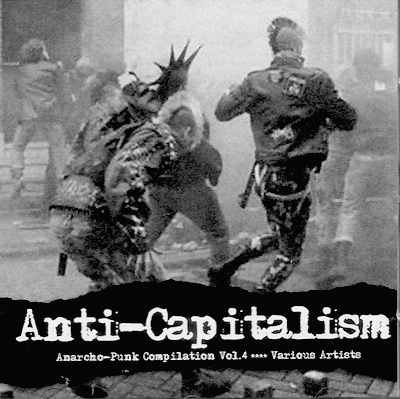 Anti-Capitalism
Anarcho-Punk Compilation Vol.4 **** Various Artists